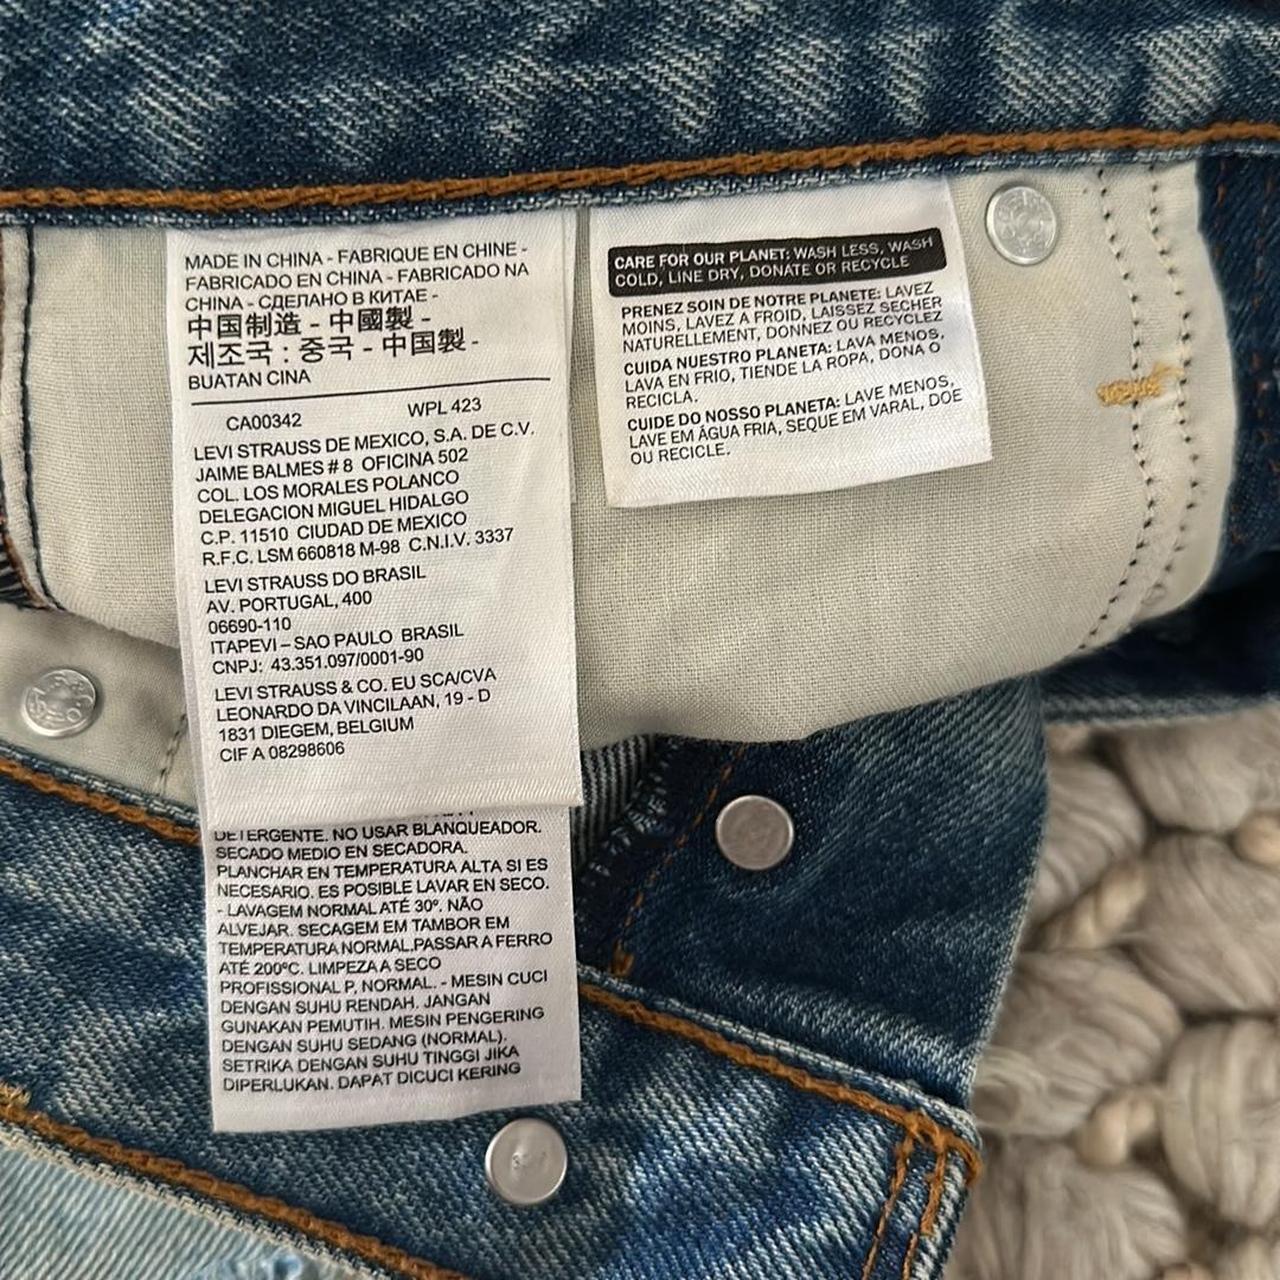 MADE IN CHINA - FABRIQUE EN CHINE -
FABRICADO EN CHINA - FABRICADO NA
CHINA - СДЕЛАНО В КИТАЕ -
中国制造 - 中國製 -
제조국 : 중국 - 中国製 -
BUATAN CINA
CA00342 WPL 423
LEVI STRAUSS DE MEXICO, S.A. DE C.V.
JAIME BALMES # 8 OFICINA 502
COL. LOS MORALES POLANCO
DELEGACION MIGUEL HIDALGO
C.P. 11510 CIUDAD DE MEXICO
R.F.C. LSM 660818 M-98 C.N.I.V. 3337
LEVI STRAUSS DO BRASIL
AV. PORTUGAL, 400
06690-110
ITAPEVI – SAO PAULO BRASIL
CNPJ: 43.351.097/0001-90
LEVI STRAUSS & CO. EU SCA/CVA
LEONARDO DA VINCILAAN, 19 - D
1831 DIEGEM, BELGIUM
CIF A 08298606
DETERGENTE. NO USAR BLANQUEADOR.
SECADO MEDIO EN SECADORA.
PLANCHAR EN TEMPERATURA ALTA SI ES
NECESARIO. ES POSIBLE LAVAR EN SECO.
- LAVAGEM NORMAL ATÉ 30°. NÃO
ALVEJAR. SECAGEM EM TAMBOR EM
TEMPERATURA NORMAL.PASSAR A FERRO
ATÉ 200°C. LIMPEZA A SECO
PROFISSIONAL P, NORMAL. - MESIN CUCI
DENGAN SUHU RENDAH. JANGAN
GUNAKAN PEMUTIH. MESIN PENGERING
DENGAN SUHU SEDANG (NORMAL).
SETRIKA DENGAN SUHU TINGGI JIKA
DIPERLUKAN. DAPAT DICUCI KERING
CARE FOR OUR PLANET: WASH LESS, WASH
COLD, LINE DRY, DONATE OR RECYCLE
PRENEZ SOIN DE NOTRE PLANETE: LAVEZ
MOINS, LAVEZ A FROID, LAISSEZ SECHER
NATURELLEMENT, DONNEZ OU RECYCLEZ
CUIDA NUESTRO PLANETA: LAVA MENOS,
LAVA EN FRIO, TIENDE LA ROPA, DONA O
RECICLA.
CUIDE DO NOSSO PLANETA: LAVE MENOS,
LAVE EM ÁGUA FRIA, SEQUE EM VARAL, DOE
OU RECICLE.